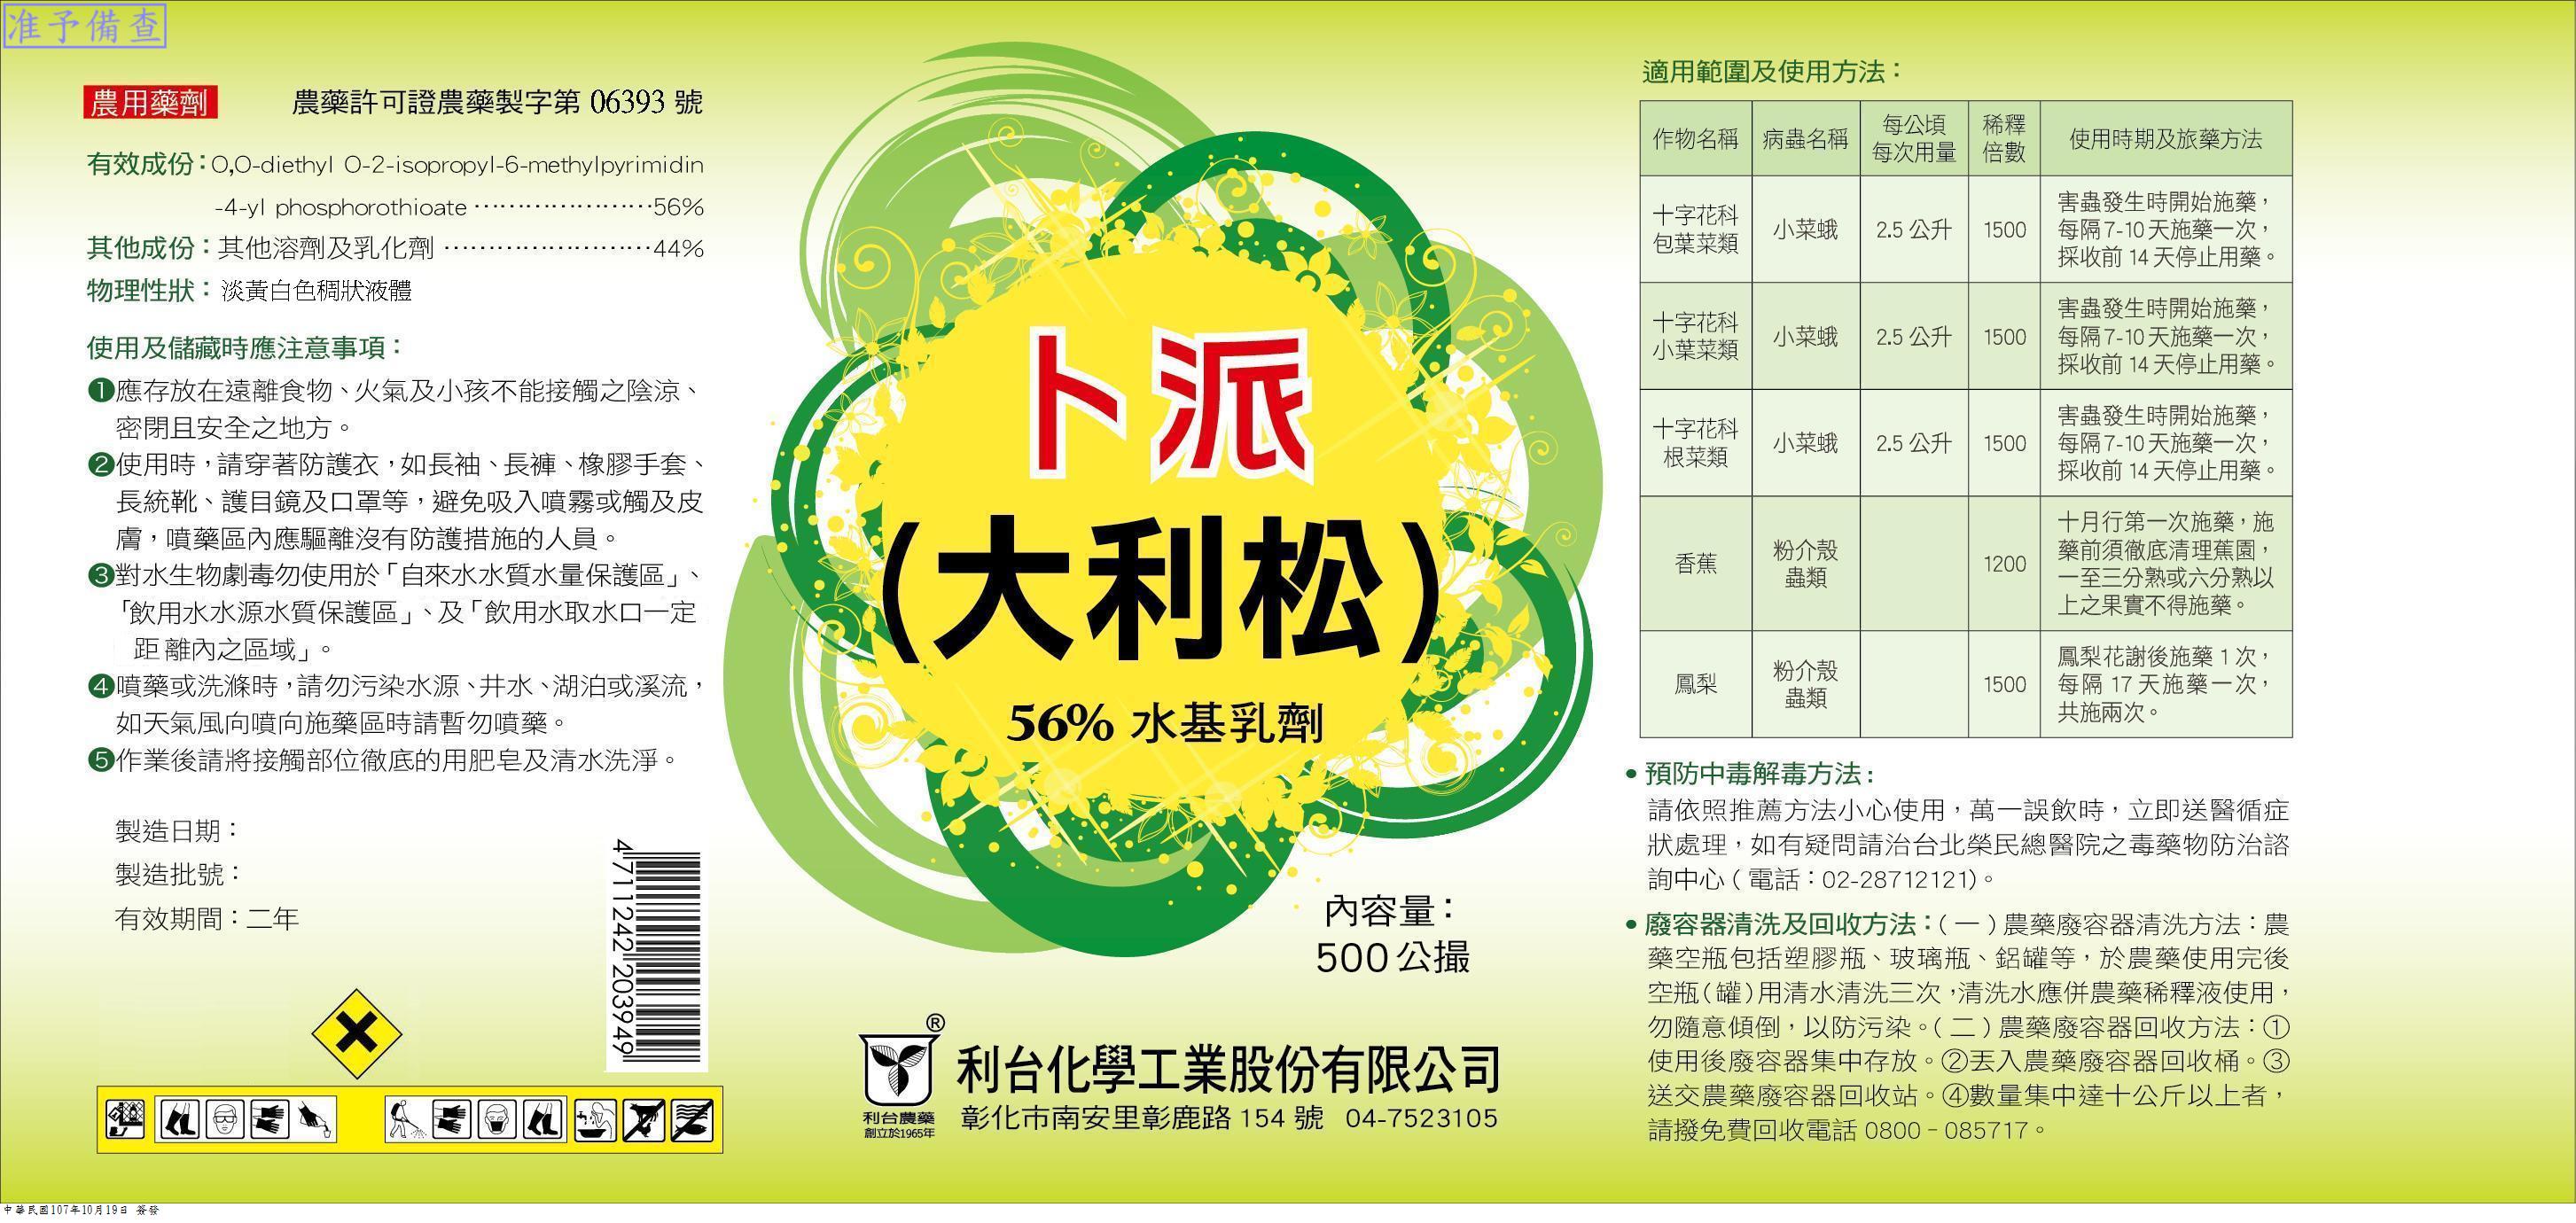 准予備查
農用藥劑
農藥許可證農藥製字第 06393 號
有效成份：O,O-diethyl O-2-isopropyl-6-methylpyrimidin
-4-yl phosphorothioate …………………56%
其他成份：其他溶劑及乳化劑 ……………………44%
物理性狀：淡黃白色稠狀液體
使用及儲藏時應注意事項：
❶應存放在遠離食物、火氣及小孩不能接觸之陰涼、
密閉且安全之地方。
❷使用時，請穿著防護衣，如長袖、長褲、橡膠手套、
長統靴、護目鏡及口罩等，避免吸入噴霧或觸及皮
膚，噴藥區內應驅離沒有防護措施的人員。
❸對水生物劇毒勿使用於「自來水水質水量保護區」、
「飲用水水源水質保護區」、及「飲用水取水口一定
距離內之區域」。
❹噴藥或洗滌時，請勿污染水源、井水、湖泊或溪流，
如天氣風向噴向施藥區時請暫勿噴藥。
❺作業後請將接觸部位徹底的用肥皂及清水洗淨。
製造日期：
製造批號：
有效期間：二年
4711242203949
卜派
(大利松)
56% 水基乳劑
內容量：
500公撮
®
利台農藥
創立於1965年
利台化學工業股份有限公司
彰化市南安里彰鹿路 154 號 04-7523105
適用範圍及使用方法：
作物名稱 病蟲名稱 每公頃 稀釋 使用時期及旅藥方法
每次用量 倍數
十字花科 小菜蛾 2.5 公升 1500 害蟲發生時開始施藥，
包葉菜類 每隔7-10天施藥一次，
採收前 14 天停止用藥。
十字花科 小菜蛾 2.5 公升 1500 害蟲發生時開始施藥，
小葉菜類 每隔7-10天施藥一次，
採收前 14 天停止用藥。
十字花科 小菜蛾 2.5 公升 1500 害蟲發生時開始施藥，
根菜類 每隔7-10天施藥一次，
採收前 14 天停止用藥。
香蕉 粉介殼 1200 十月行第一次施藥，施
蟲類 藥前須徹底清理蕉園，
一至三分熟或六分熟以
上之果實不得施藥。
鳳梨 粉介殼 1500 鳳梨花謝後施藥 1 次，
蟲類 每隔 17 天施藥一次，
共施兩次。
• 預防中毒解毒方法：
請依照推薦方法小心使用，萬一誤飲時，立即送醫循症
狀處理，如有疑問請洽台北榮民總醫院之毒藥物防治諮
詢中心 ( 電話：02-28712121)。
• 廢容器清洗及回收方法：( 一 ) 農藥廢容器清洗方法：農
藥空瓶包括塑膠瓶、玻璃瓶、鋁罐等，於農藥使用完後
空瓶(罐)用清水清洗三次，清洗水應併農藥稀釋液使用，
勿隨意傾倒，以防污染。( 二 ) 農藥廢容器回收方法：①
使用後廢容器集中存放。②丟入農藥廢容器回收桶。③
送交農藥廢容器回收站。④數量集中達十公斤以上者，
請撥免費回收電話 0800－085717。
中華民國107年10月19日 簽發